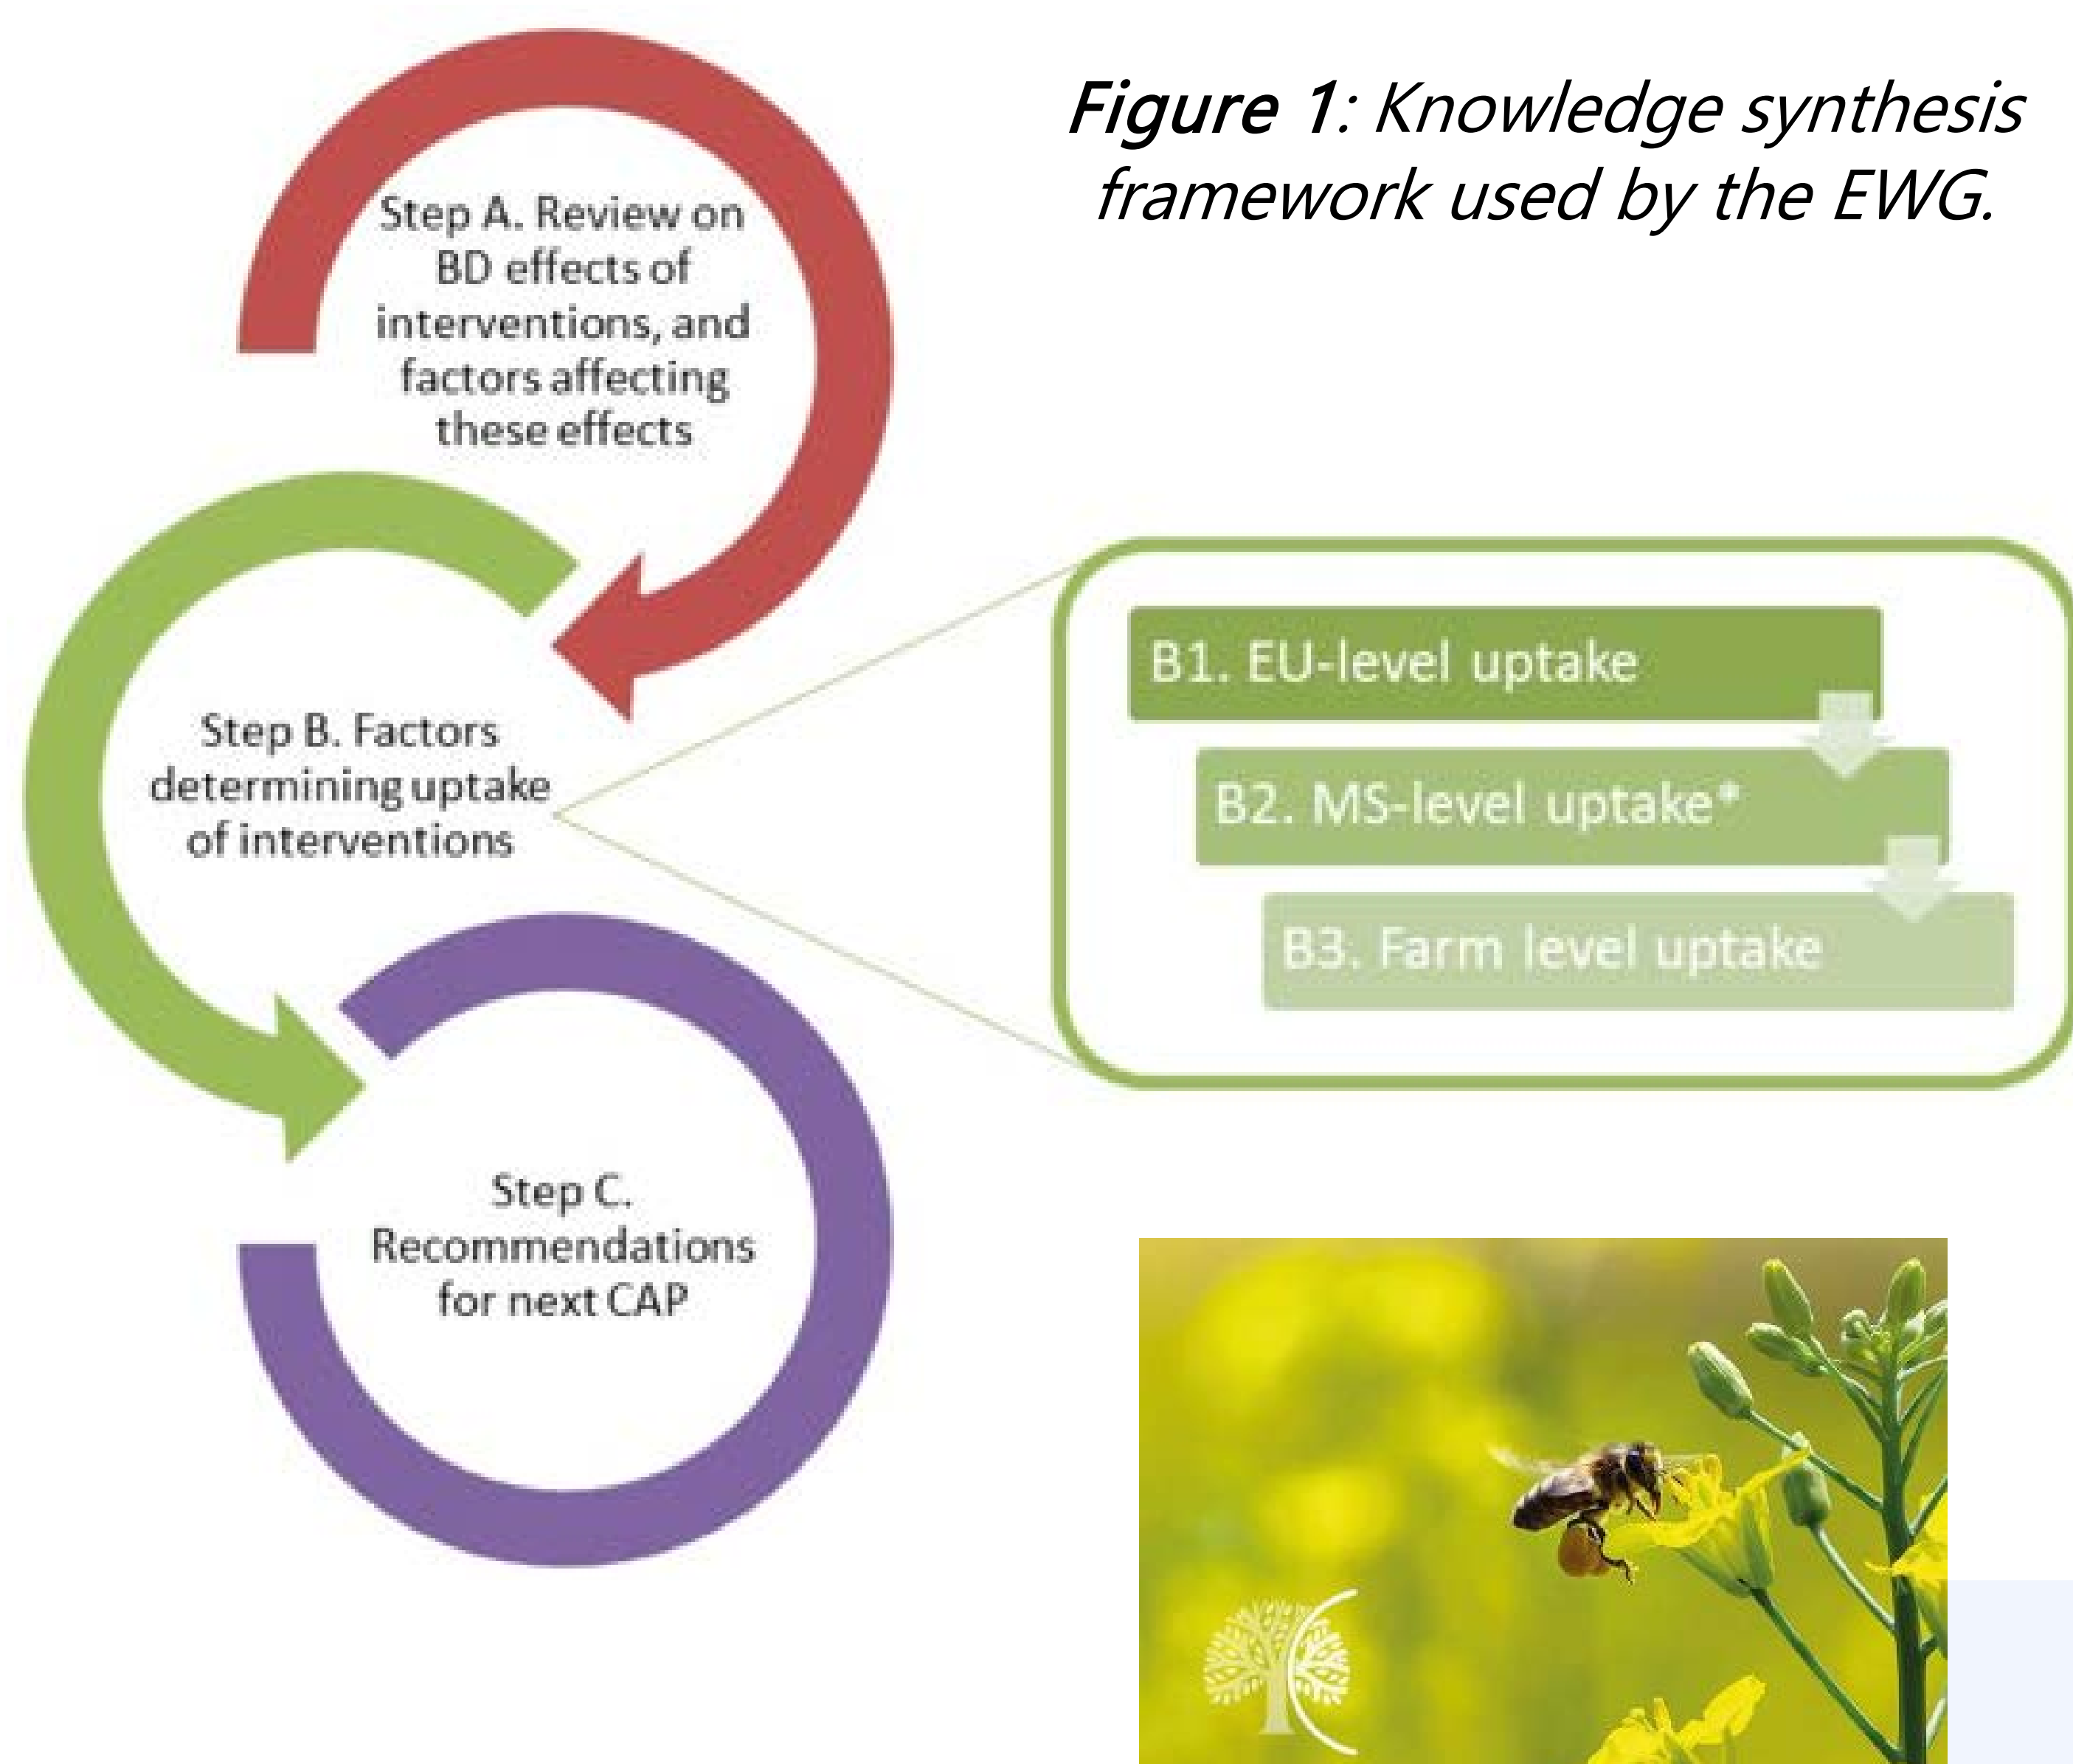 Figure 1: Knowledge synthesis
framework used by the EWG.
Step A. Review on
BD effects of
interventions, and
factors affecting
these effects
Step B. Factors
determining uptake
of interventions
B1. EU-level uptake
B2. MS-level uptake*
B3. Farm level uptake
Step C.
Recommendations
for next CAP